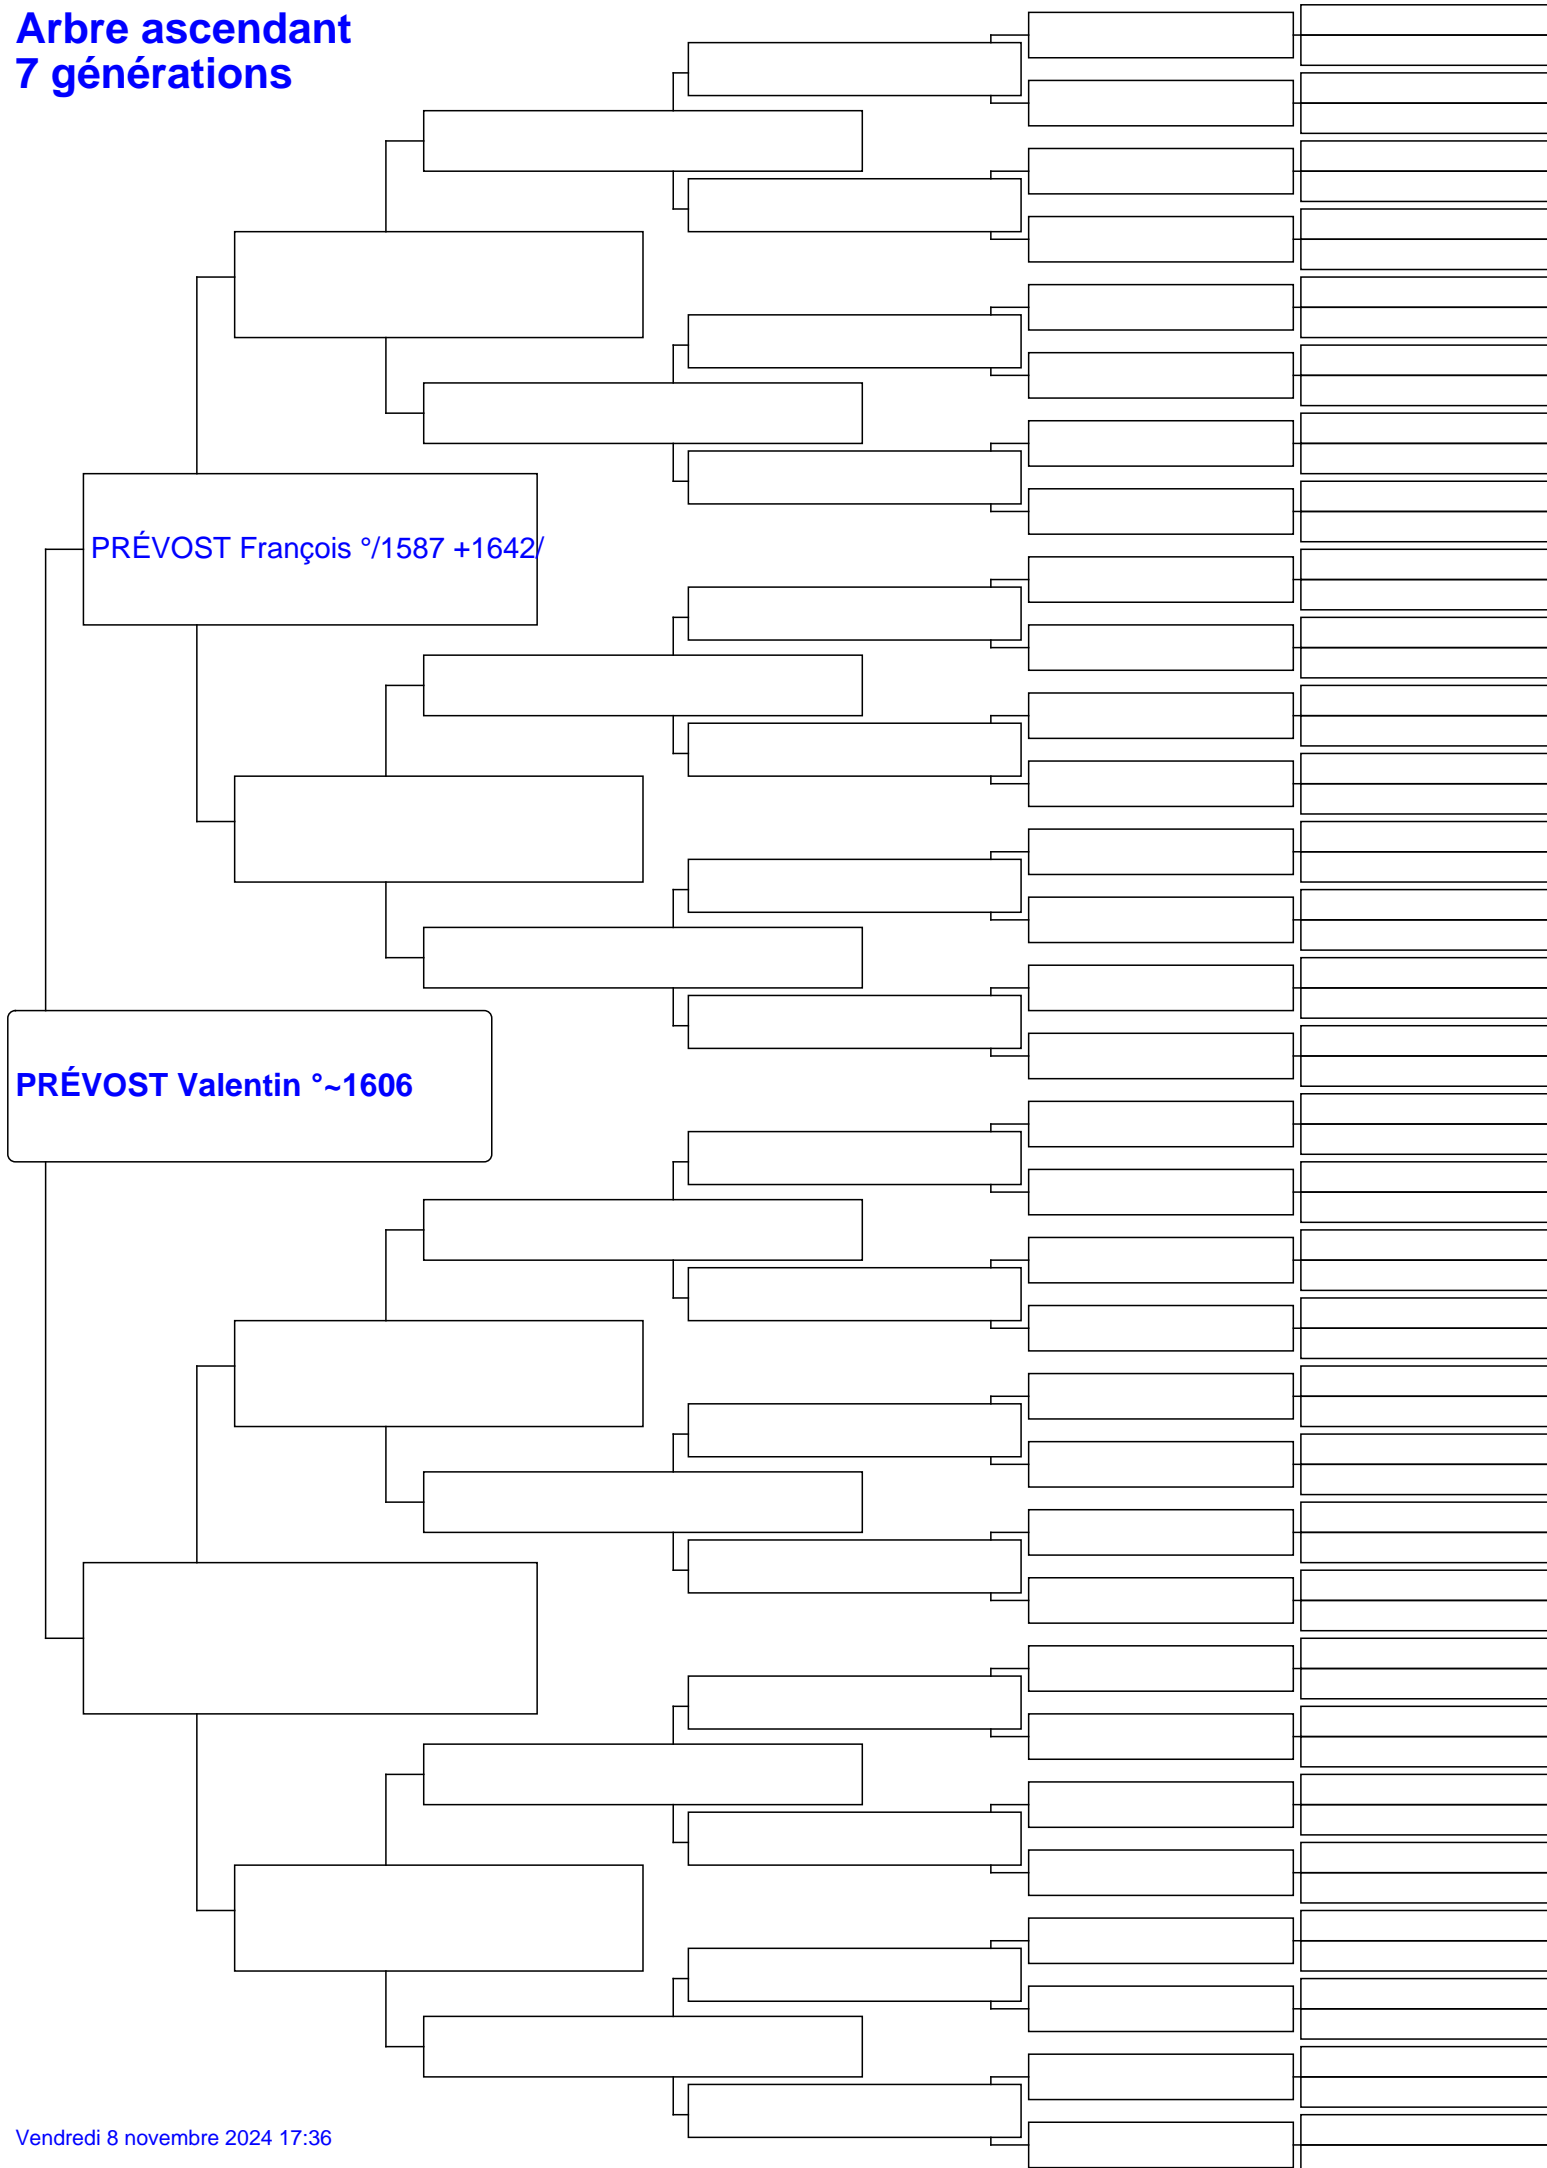 Arbre ascendant
7 générations
PRÉVOST François °/1587 +1642/
PRÉVOST Valentin °~1606
Vendredi 8 novembre 2024 17:36